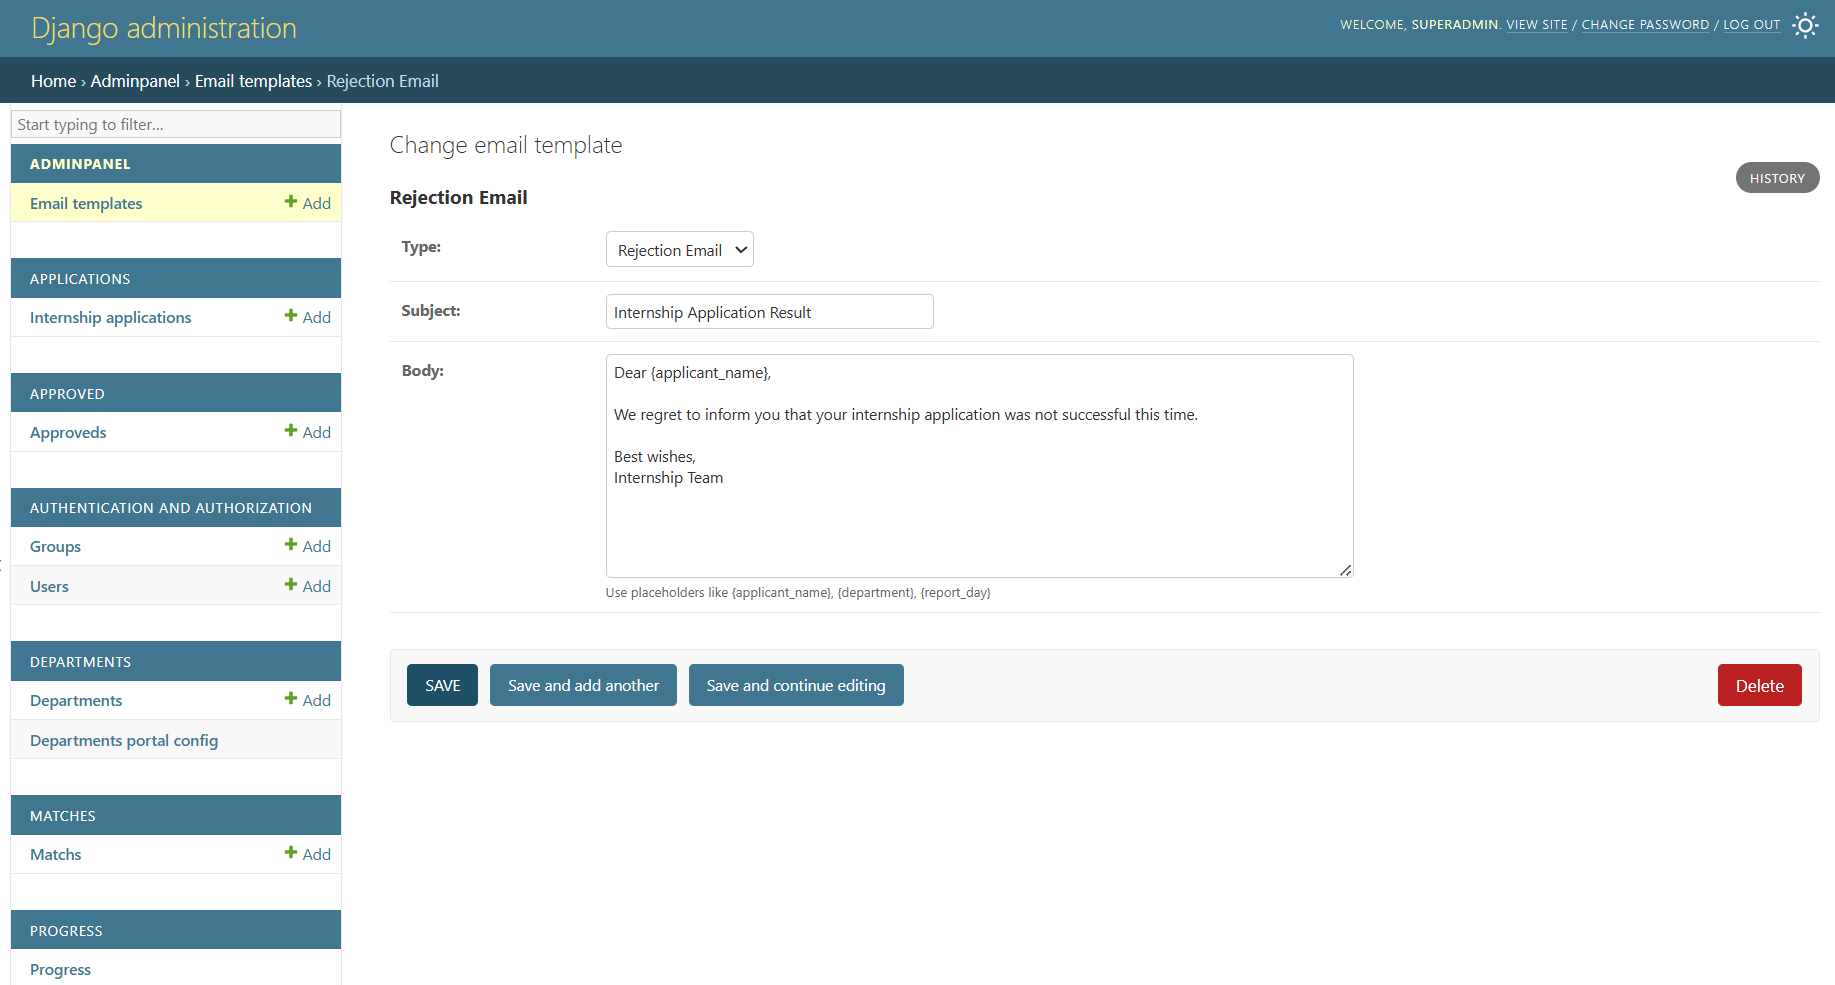 Django administration
WELCOME, SUPERADMIN. VIEW SITE / CHANGE PASSWORD / LOG OUT
Home › Adminpanel › Email templates › Rejection Email
Start typing to filter...
ADMINPANEL
Email templates
Add
APPLICATIONS
Internship applications
Add
APPROVED
Approveds
Add
AUTHENTICATION AND AUTHORIZATION
Groups
Add
Users
Add
DEPARTMENTS
Departments
Add
Departments portal config
MATCHES
Matchs
Add
PROGRESS
Progress
Change email template
HISTORY
Rejection Email
Type:
Rejection Email
Subject:
Internship Application Result
Body:
Dear {applicant_name},
We regret to inform you that your internship application was not successful this time.
Best wishes,
Internship Team
Use placeholders like {applicant_name}, {department}, {report_day}
SAVE
Save and add another
Save and continue editing
Delete